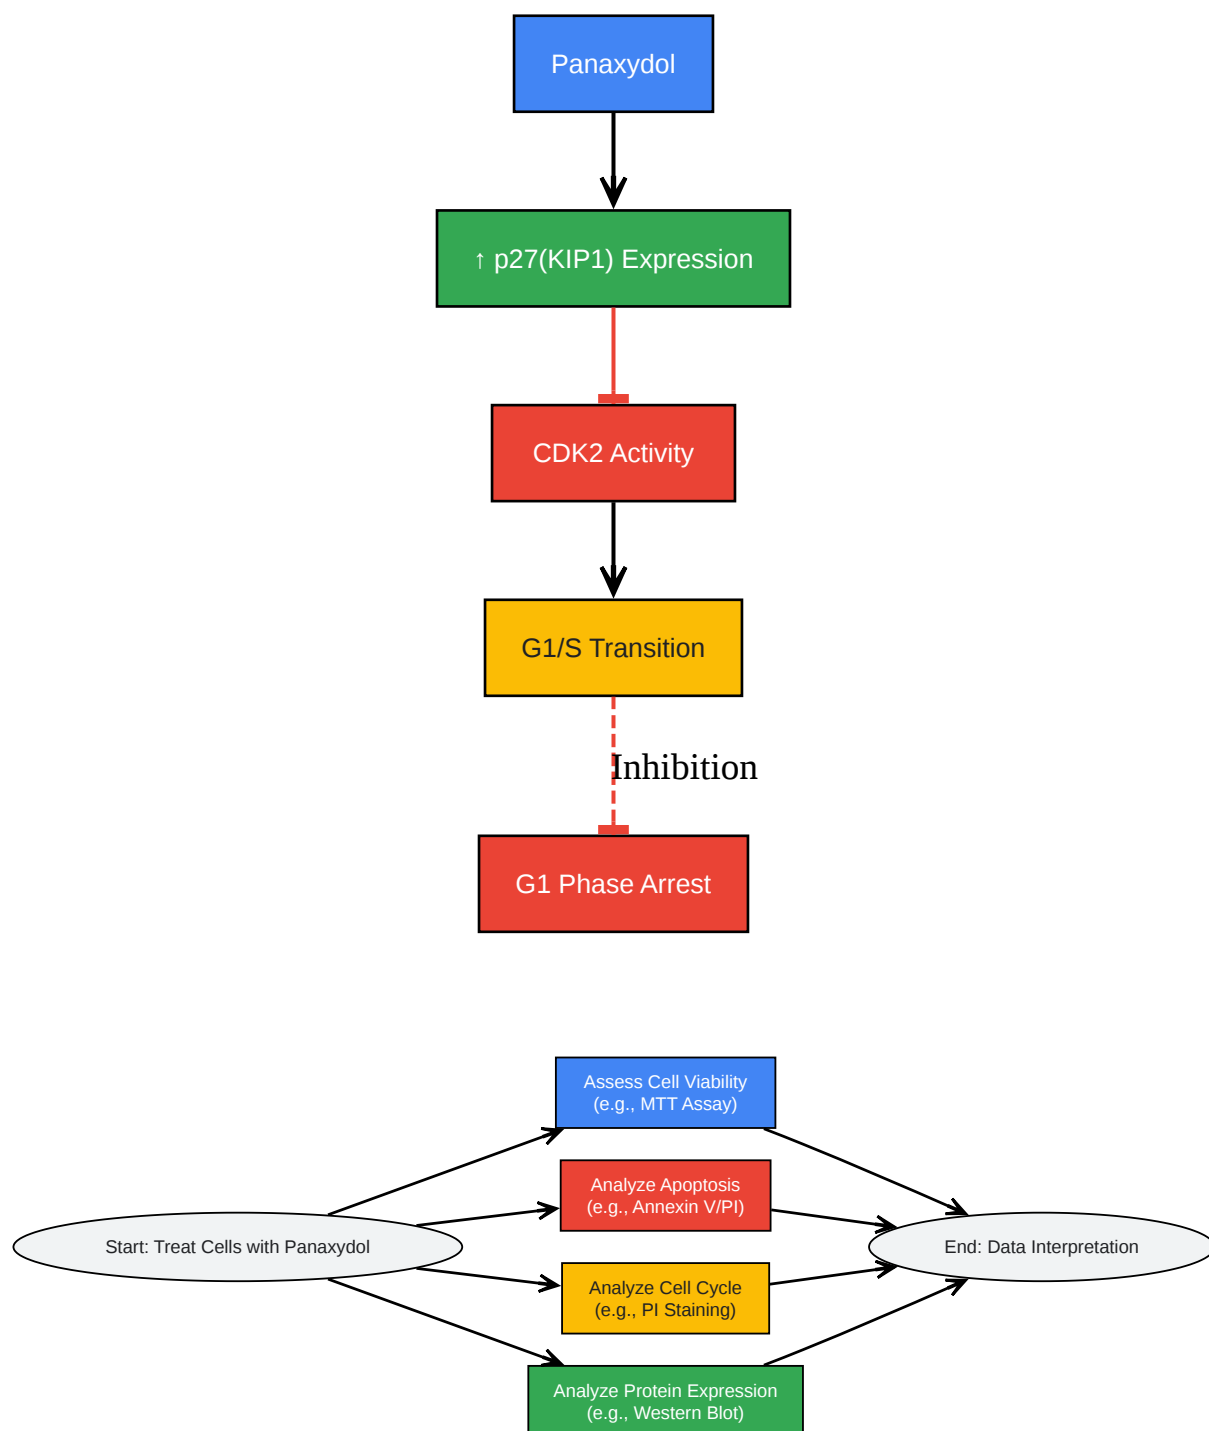 Panaxydol
↑ p27(KIP1) Expression
CDK2 Activity
G1/S Transition
Inhibition
G1 Phase Arrest
Assess Cell Viability
(e.g., MTT Assay)
Analyze Apoptosis
(e.g., Annexin V/PI)
Start: Treat Cells with Panaxydol
End: Data Interpretation
Analyze Cell Cycle
(e.g., PI Staining)
Analyze Protein Expression
(e.g., Western Blot)